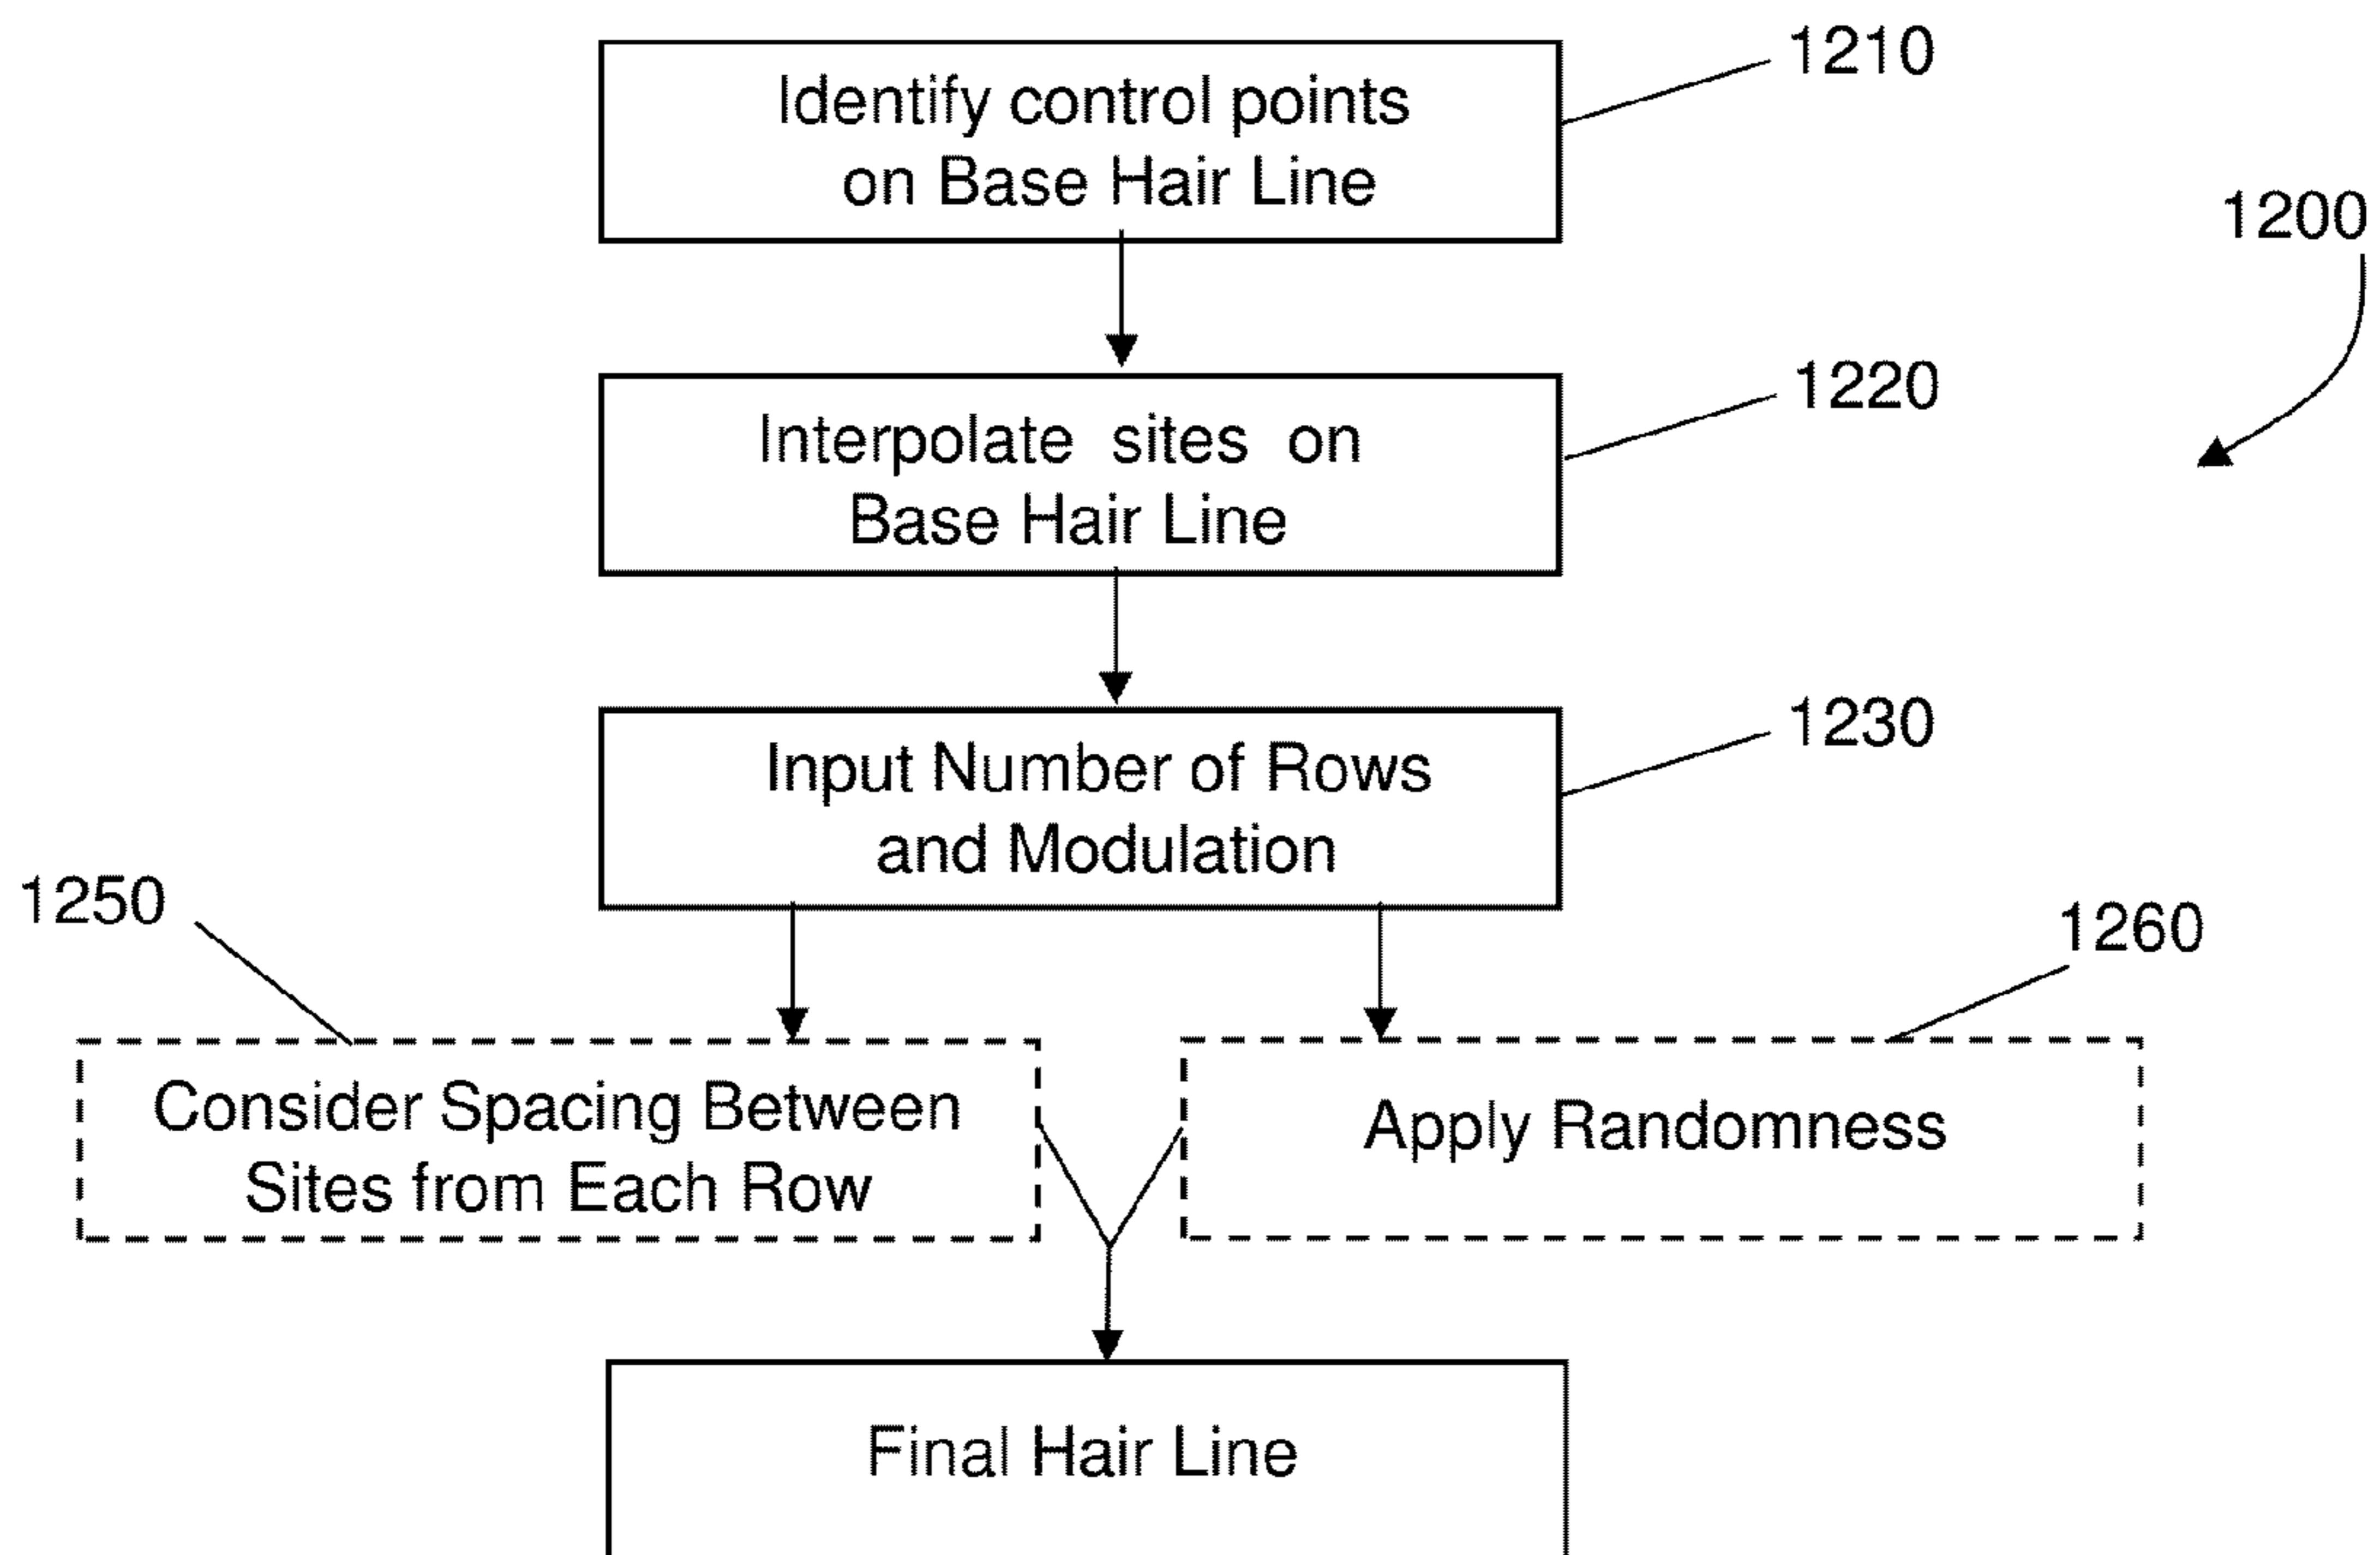 1210
Identify control points
on Base Hair Line
1200
1220
Interpolate sites on
Base Hair Line
1230
Input Number of Rows
and Modulation
1250
1260
Consider Spacing Between
Sites from Each Row
Apply Randomness
Final Hair Line